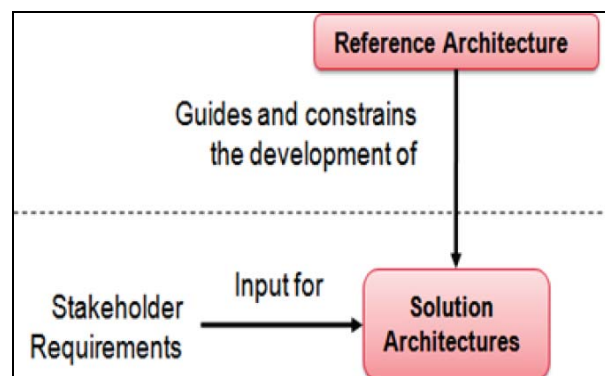 Reference Architecture
Guides and constrains
the development of
Input for
Stakeholder
Requirements
Solution
Architectures